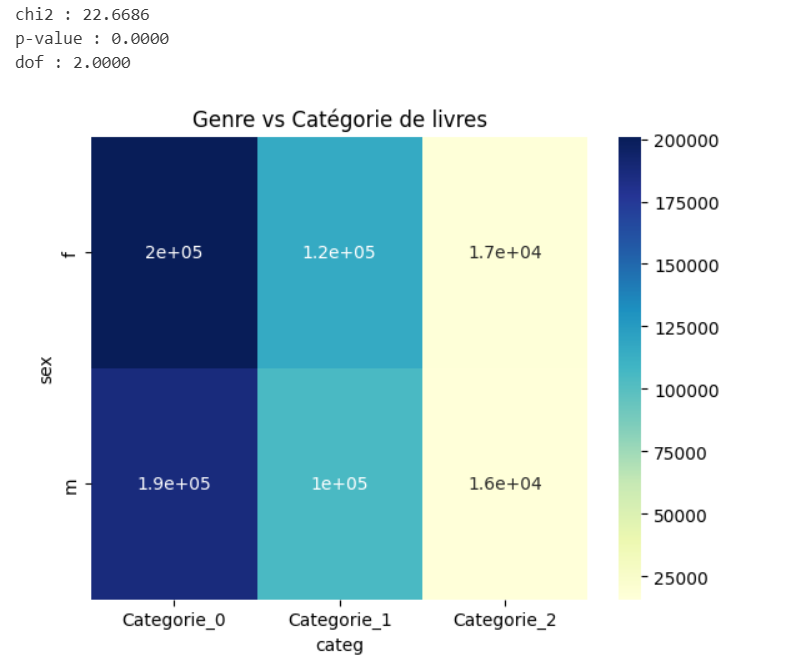 chi2 : 22.6686
p-value : 0.0000
dof : 2.0000
Genre vs Catégorie de livres
200000
175000
150000
125000
100000
75000
50000
25000
f
2e+05 1.2e+05 1.7e+04
sex
m
1.9e+05 1e+05 1.6e+04
Categorie_0 Categorie_1 Categorie_2
categ